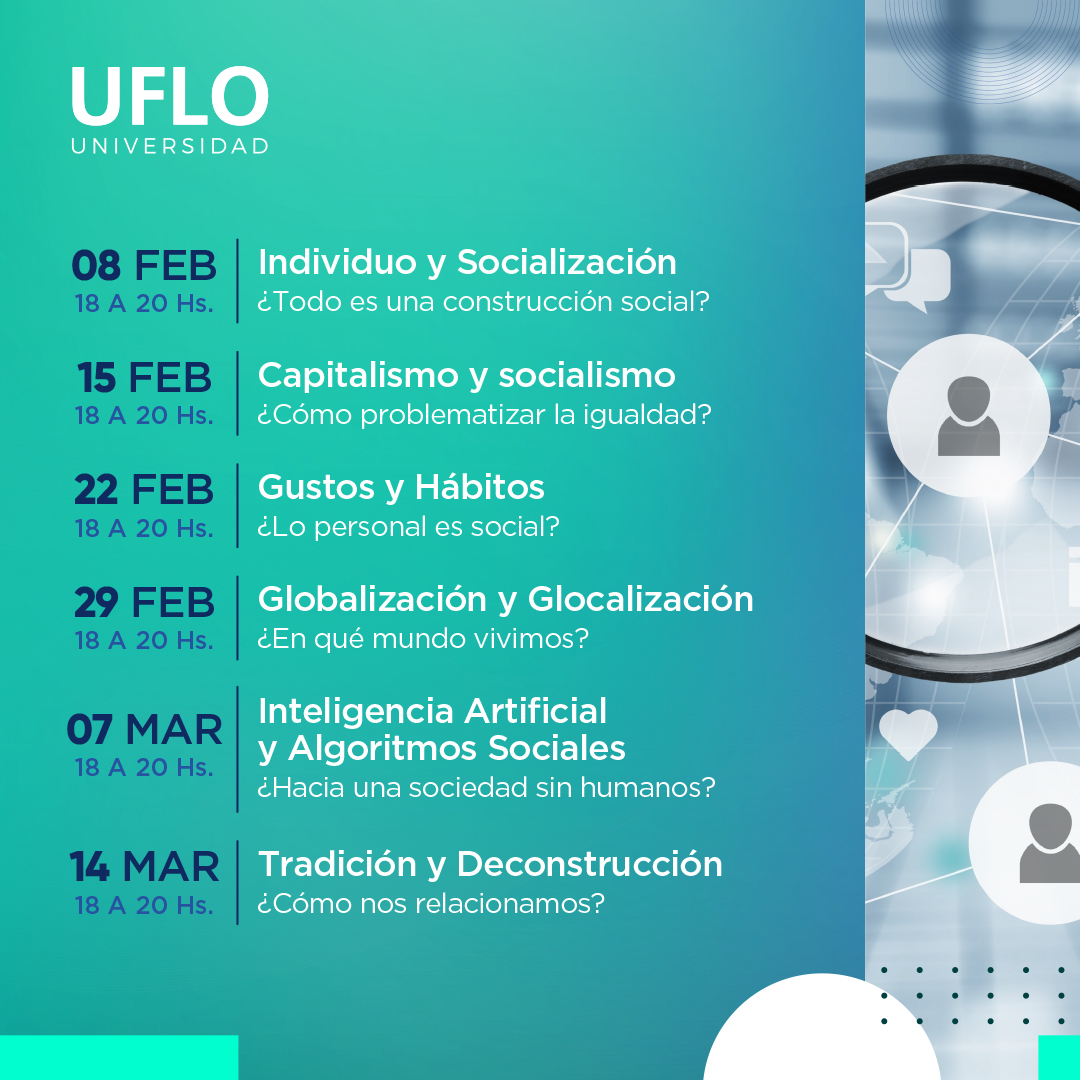 UFLO
UNIVERSIDAD
08 FEB
18 A 20 Hs.
Individuo y Socialización
¿Todo es una construcción social?
15 FEB
18 A 20 Hs.
Capitalismo y socialismo
¿Cómo problematizar la igualdad?
22 FEB
18 A 20 Hs.
Gustos y Hábitos
¿Lo personal es social?
29 FEB
18 A 20 Hs.
Globalización y Glocalización
¿En qué mundo vivimos?
07 MAR
18 A 20 Hs.
Inteligencia Artificial
y Algoritmos Sociales
¿Hacia una sociedad sin humanos?
14 MAR
18 A 20 Hs.
Tradición y Deconstrucción
¿Cómo nos relacionamos?